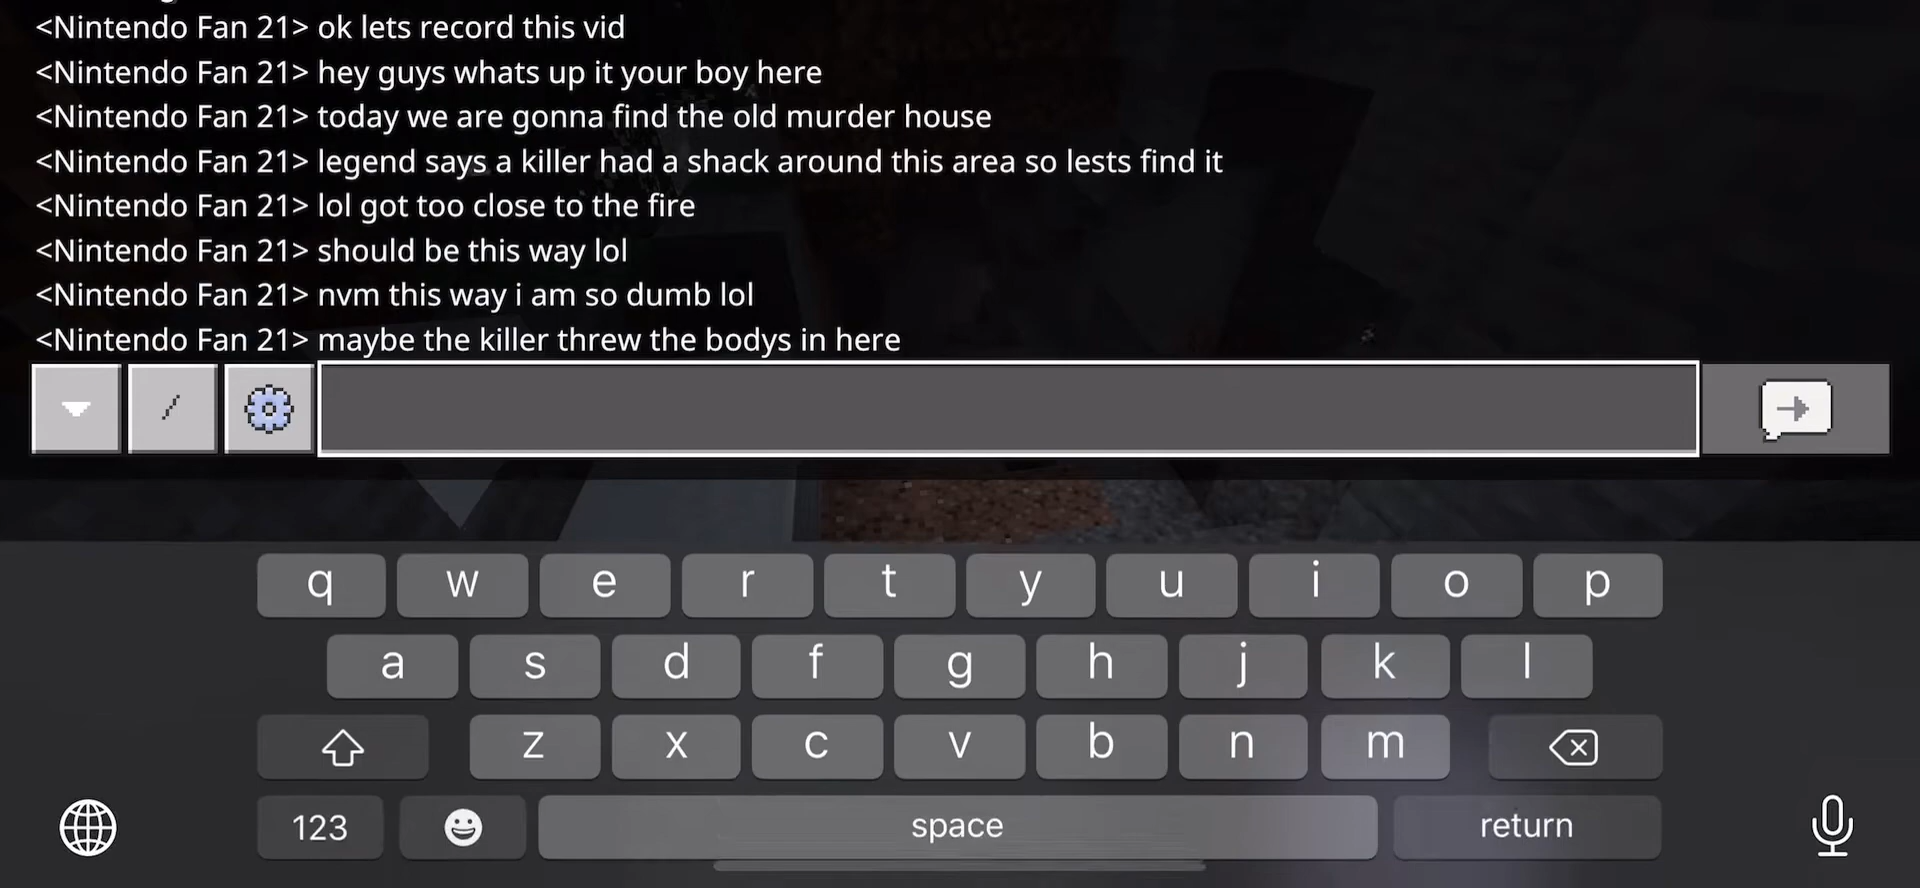 <Nintendo Fan 21> ok lets record this vid
<Nintendo Fan 21> hey guys whats up it your boy here
<Nintendo Fan 21> today we are gonna find the old murder house
<Nintendo Fan 21> legend says a killer had a shack around this area so lests find it
<Nintendo Fan 21> lol got too close to the fire
<Nintendo Fan 21> should be this way lol
<Nintendo Fan 21> nvm this way i am so dumb lol
<Nintendo Fan 21> maybe the killer threw the bodys in here
/
q w e r t y u i o p
a s d f g h j k l
z x c v b n m
123 space return